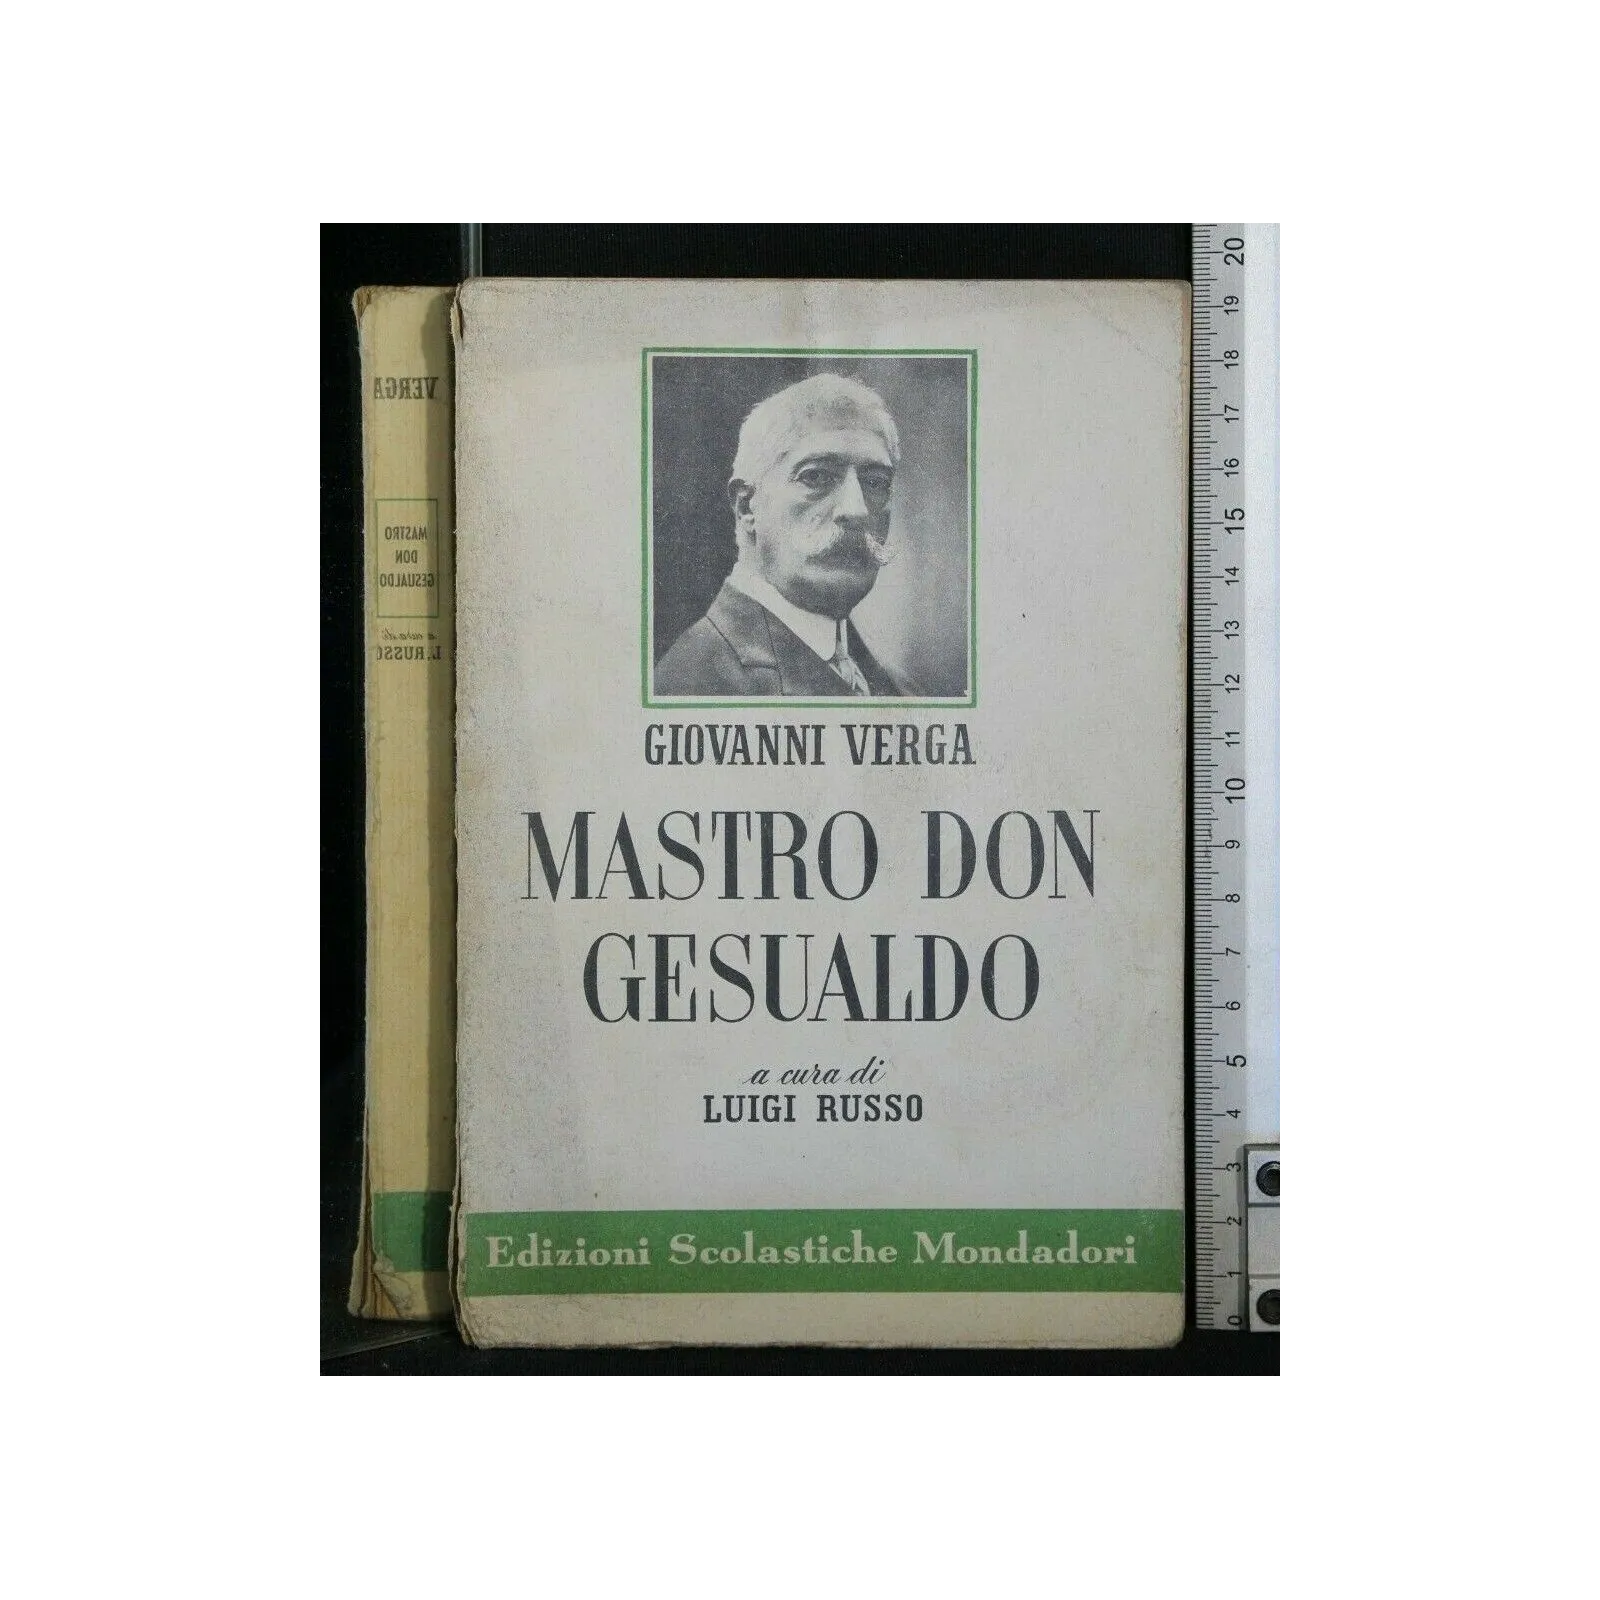 VERGA
MASTRO
DON
GESUALDO
a cura di
L. RUSSO
GIOVANNI VERGA
MASTRO DON
GESUALDO
a cura di
LUIGI RUSSO
Edizioni Scolastiche Mondadori
20
19
18
17
16
15
14
13
12
11
10
9
8
7
6
5
4
3
2
1
0